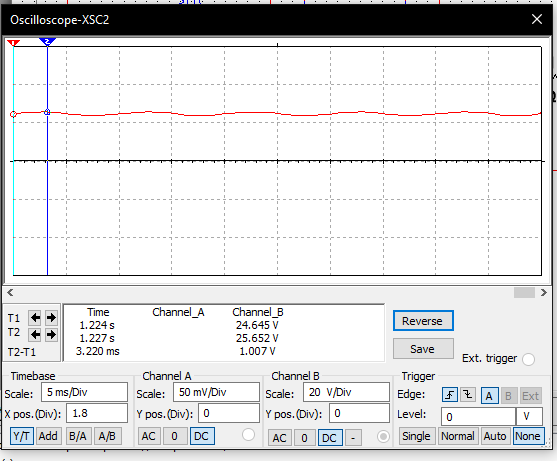 Oscilloscope-XSC2
1
2
T1
T2
T2-T1
Time Channel_A Channel_B
1.224 s 24.645 V
1.227 s 25.652 V
3.220 ms 1.007 V
Reverse
Save
Ext. trigger
Timebase
Scale: 5 ms/Div
X pos.(Div): 1.8
Y/T Add B/A A/B
Channel A
Scale: 50 mV/Div
Y pos.(Div): 0
AC 0 DC
Channel B
Scale: 20 V/Div
Y pos.(Div): 0
AC 0 DC -
Trigger
Edge: A B Ext
Level: 0 V
Single Normal Auto None